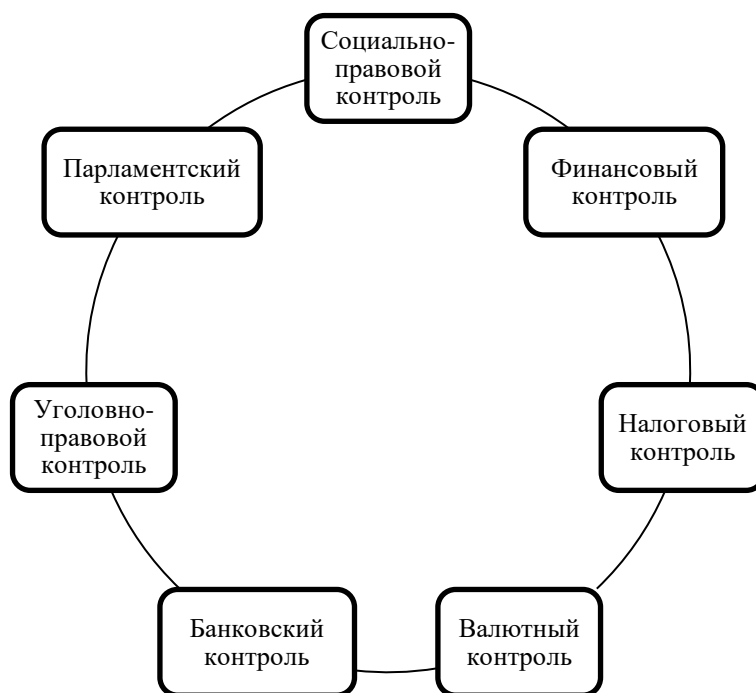 Социально-
правовой
контроль
Финансовый
контроль
Налоговый
контроль
Валютный
контроль
Банковский
контроль
Уголовно-
правовой
контроль
Парламентский
контроль